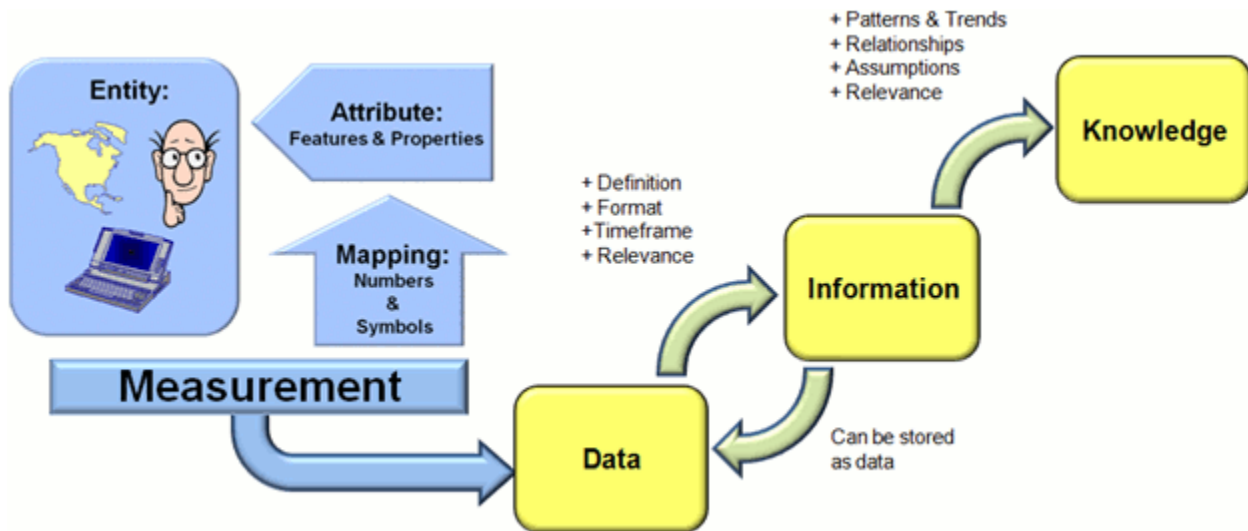 Entity:
Attribute:
Features & Properties
Mapping:
Numbers
&
Symbols
Measurement
Data
+ Definition
+ Format
+Timeframe
+ Relevance
Information
Can be stored
as data
+ Patterns & Trends
+ Relationships
+ Assumptions
+ Relevance
Knowledge